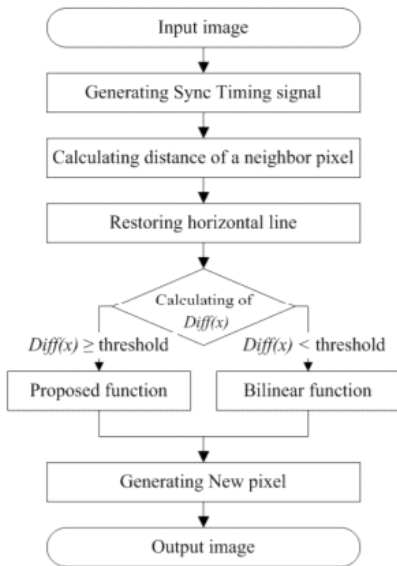 Input image
Generating Sync Timing signal
Calculating distance of a neighbor pixel
Restoring horizontal line
Calculating of
Diff(x)
Diff(x) ≥ threshold
Diff(x) < threshold
Proposed function
Bilinear function
Generating New pixel
Output image